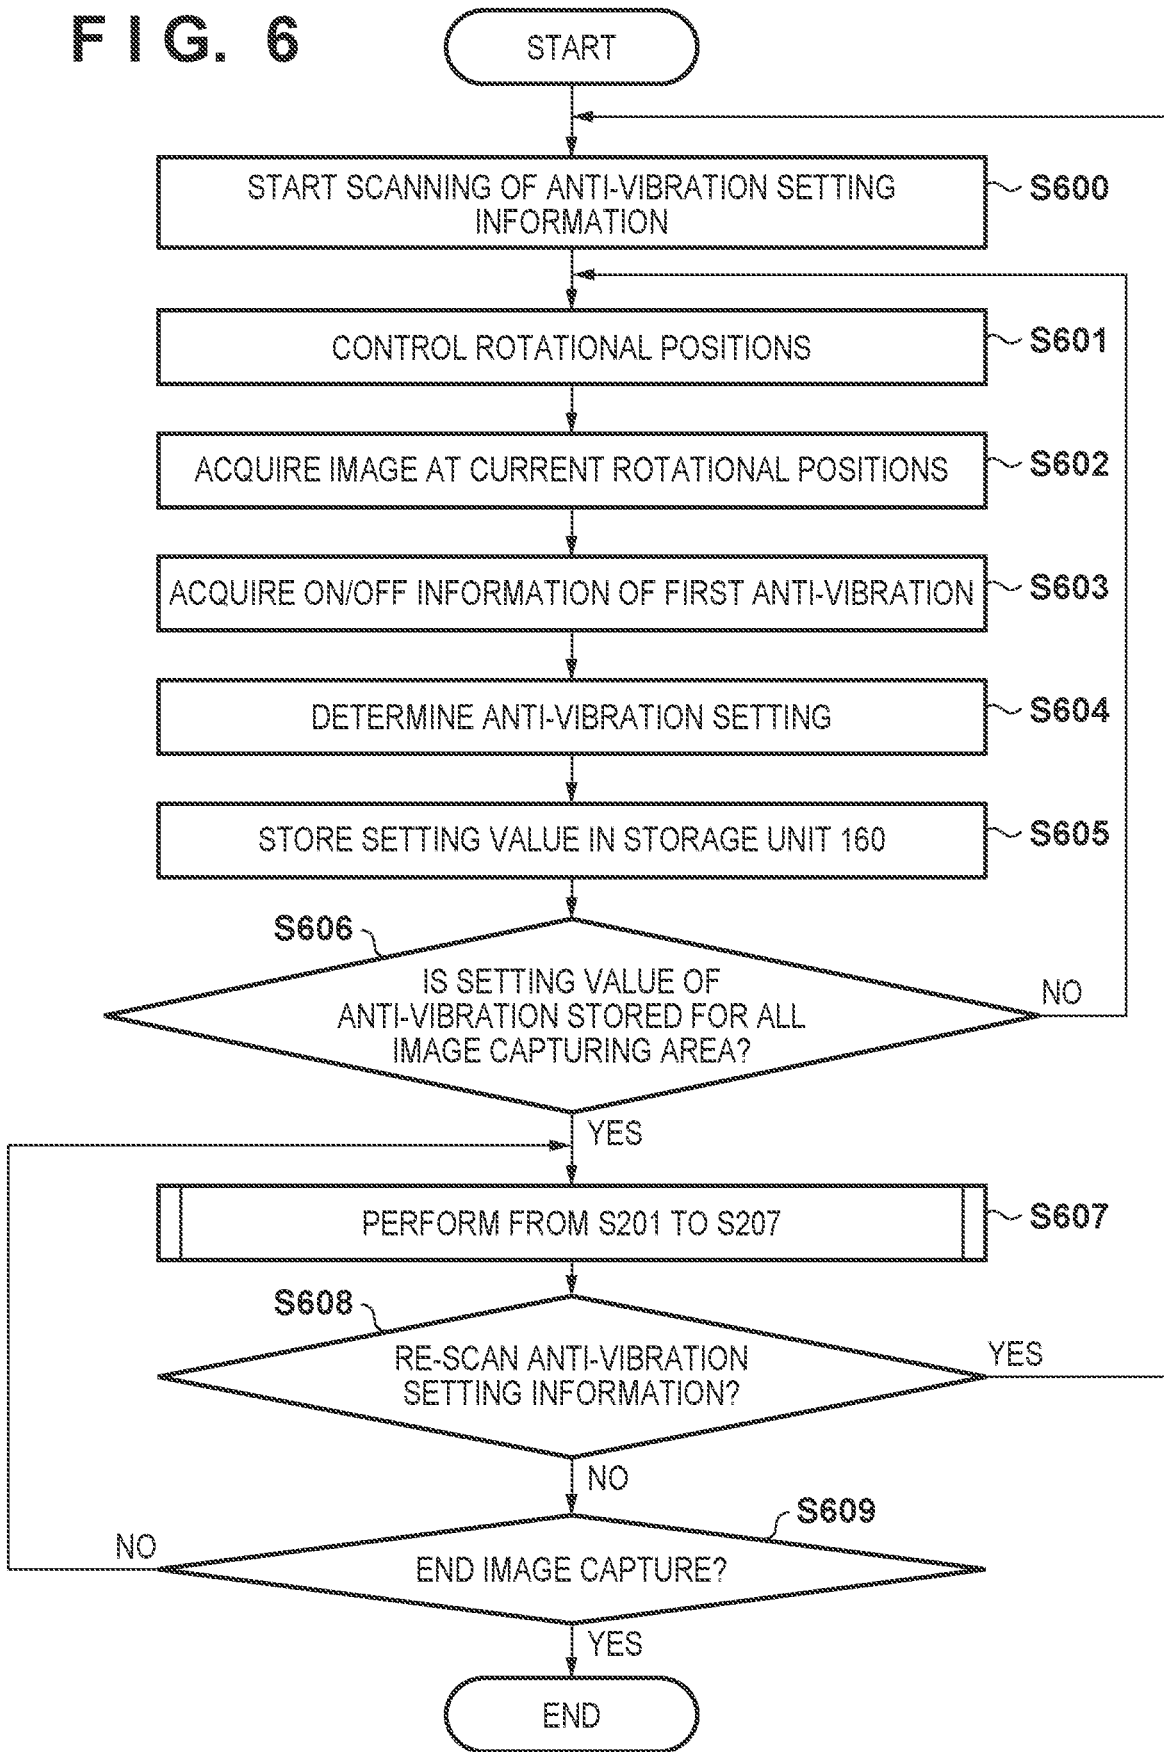 FIG. 6
START
START SCANNING OF ANTI-VIBRATION SETTING
INFORMATION
S600
CONTROL ROTATIONAL POSITIONS
S601
ACQUIRE IMAGE AT CURRENT ROTATIONAL POSITIONS
S602
ACQUIRE ON/OFF INFORMATION OF FIRST ANTI-VIBRATION
S603
DETERMINE ANTI-VIBRATION SETTING
S604
STORE SETTING VALUE IN STORAGE UNIT 160
S605
S606
IS SETTING VALUE OF
ANTI-VIBRATION STORED FOR ALL
IMAGE CAPTURING AREA?
NO
YES
PERFORM FROM S201 TO S207
S607
S608
RE-SCAN ANTI-VIBRATION
SETTING INFORMATION?
YES
NO
S609
END IMAGE CAPTURE?
NO
YES
END